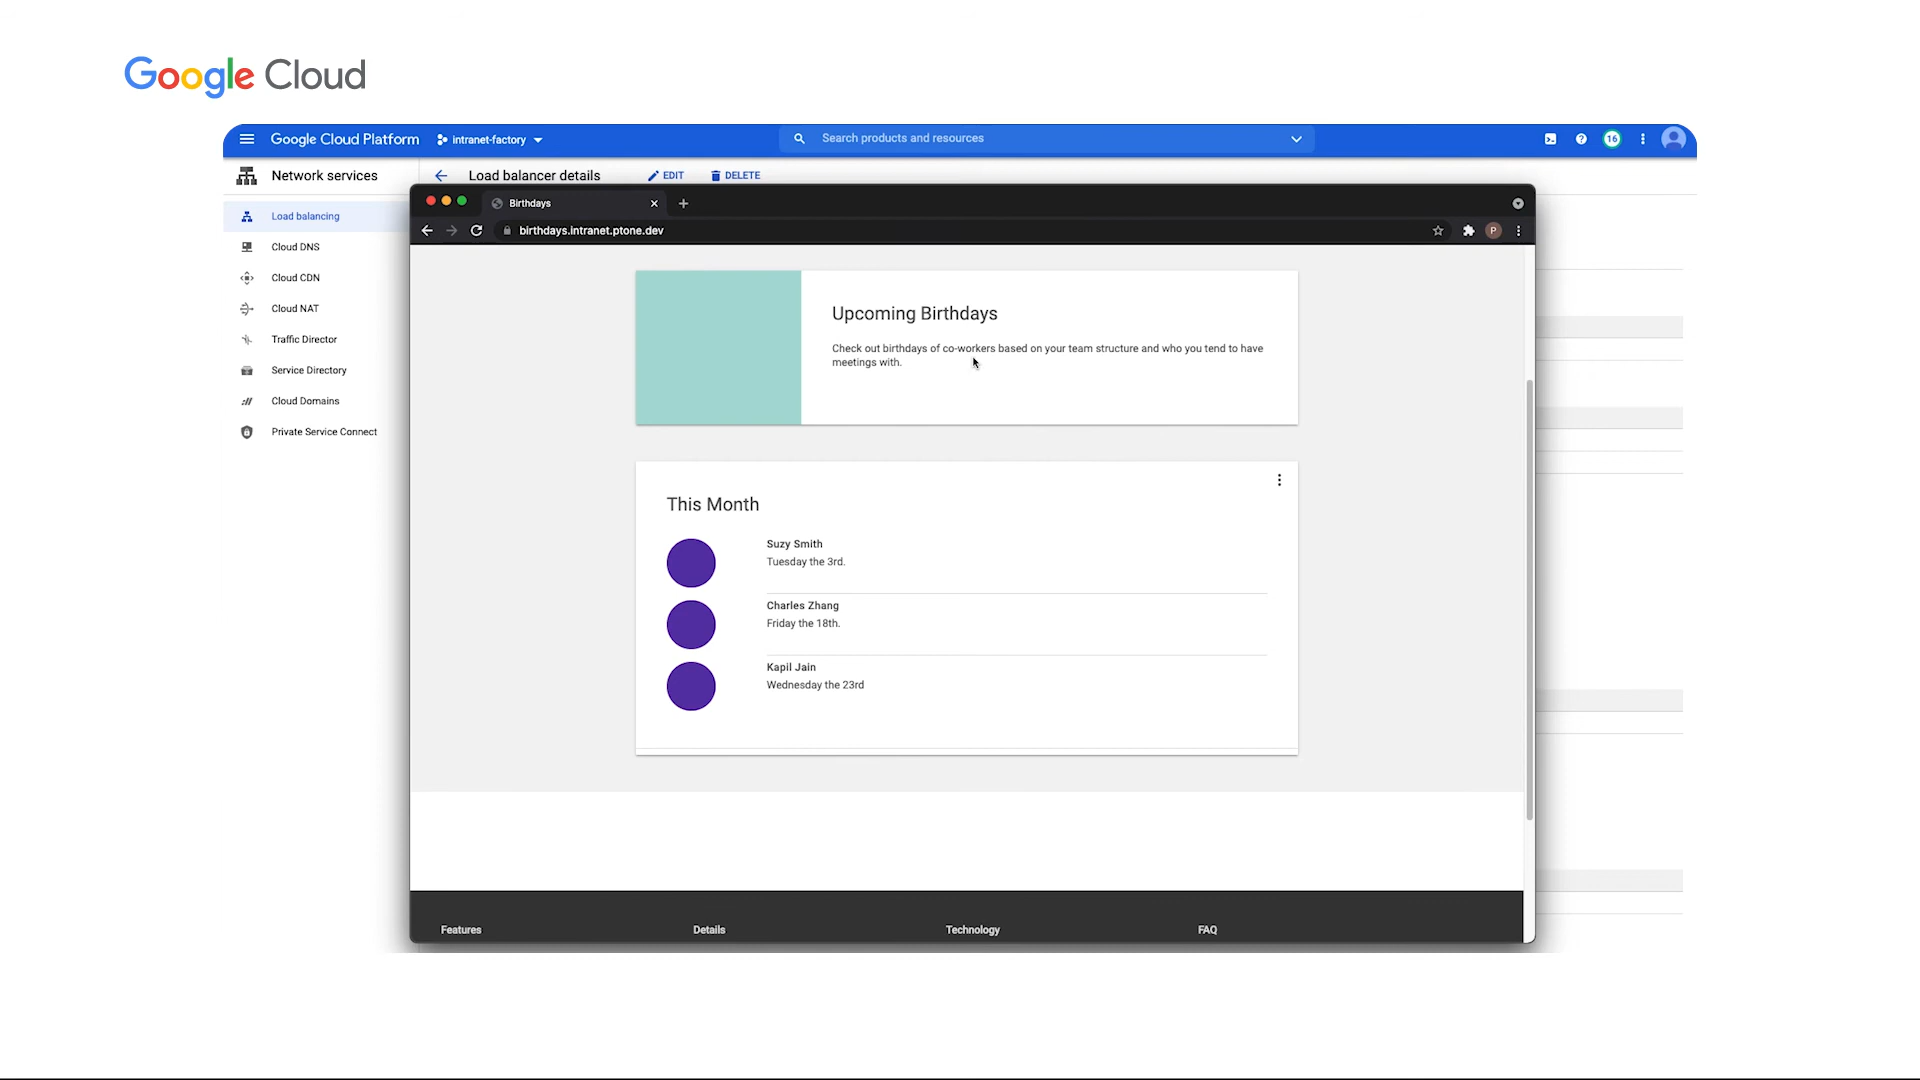 Google Cloud
Google Cloud Platform
intranet-factory
Search products and resources
16
Network services
Load balancer details
EDIT
DELETE
Load balancing
Cloud DNS
Cloud CDN
Cloud NAT
Traffic Director
Service Directory
Cloud Domains
Private Service Connect
Birthdays
birthdays.intranet.ptone.dev
P
Upcoming Birthdays
Check out birthdays of co-workers based on your team structure and who you tend to have
meetings with.
This Month
Suzy Smith
Tuesday the 3rd.
Charles Zhang
Friday the 18th.
Kapil Jain
Wednesday the 23rd
Features
Details
Technology
FAQ